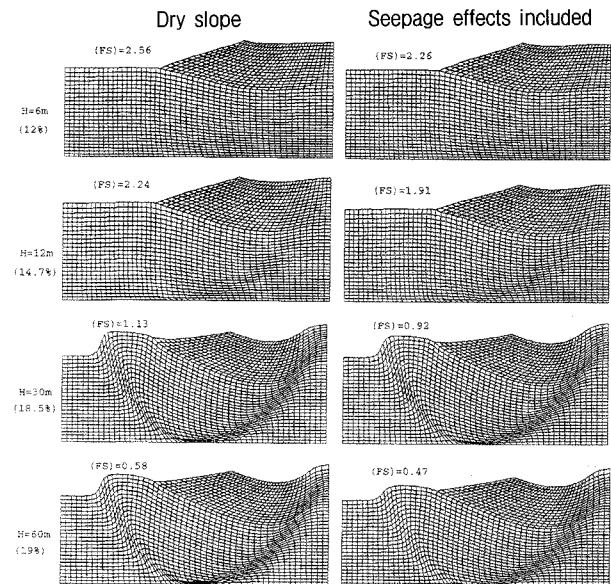 Dry slope Seepage effects included
(FS)=2.56 (FS)=2.26
H=6m
(12%)
(FS)=2.24 (FS)=1.91
H=12m
(14.7%)
(FS)=1.13 (FS)=0.92
H=30m
(18.5%)
(FS)=0.58 (FS)=0.47
H=60m
(19%)